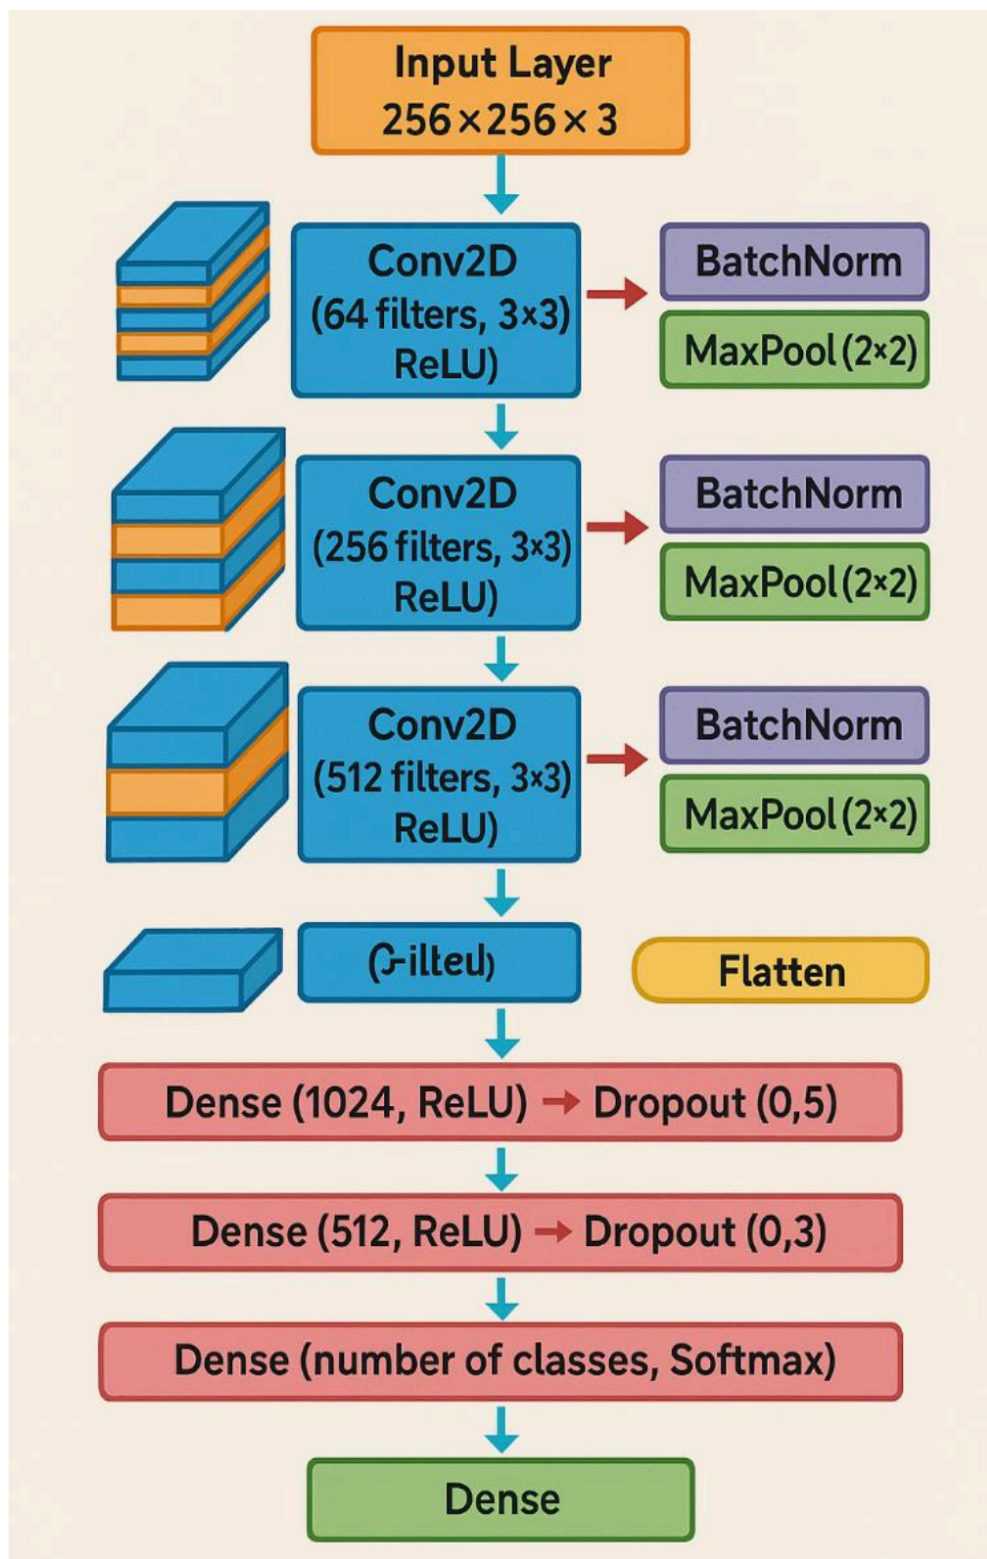 Input Layer
256×256×3
Conv2D
(64 filters, 3×3)
ReLU)
BatchNorm
MaxPool(2×2)
Conv2D
(256 filters, 3×3)
ReLU)
BatchNorm
MaxPool(2×2)
Conv2D
(512 filters, 3×3)
ReLU)
BatchNorm
MaxPool(2×2)
Flatten
Dense (1024, ReLU) → Dropout (0,5)
Dense (512, ReLU) → Dropout (0,3)
Dense (number of classes, Softmax)
Dense